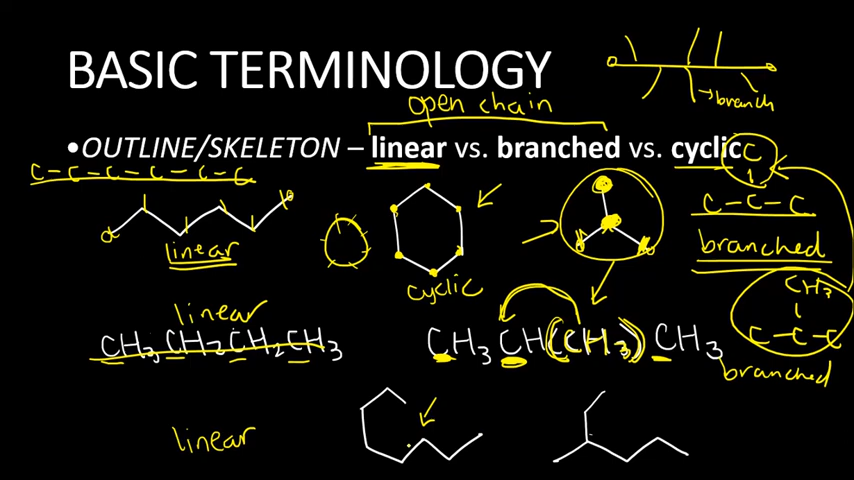 BASIC TERMINOLOGY
→branch
open chain
•OUTLINE/SKELETON – linear vs. branched vs. cyclic
C
C-C-C-C-C-C
C-C-C
linear
branched
cyclic
CH3
linear
CH3CH2CH2CH3
CH3CH(CH3)CH3
C-C-C
branched
linear